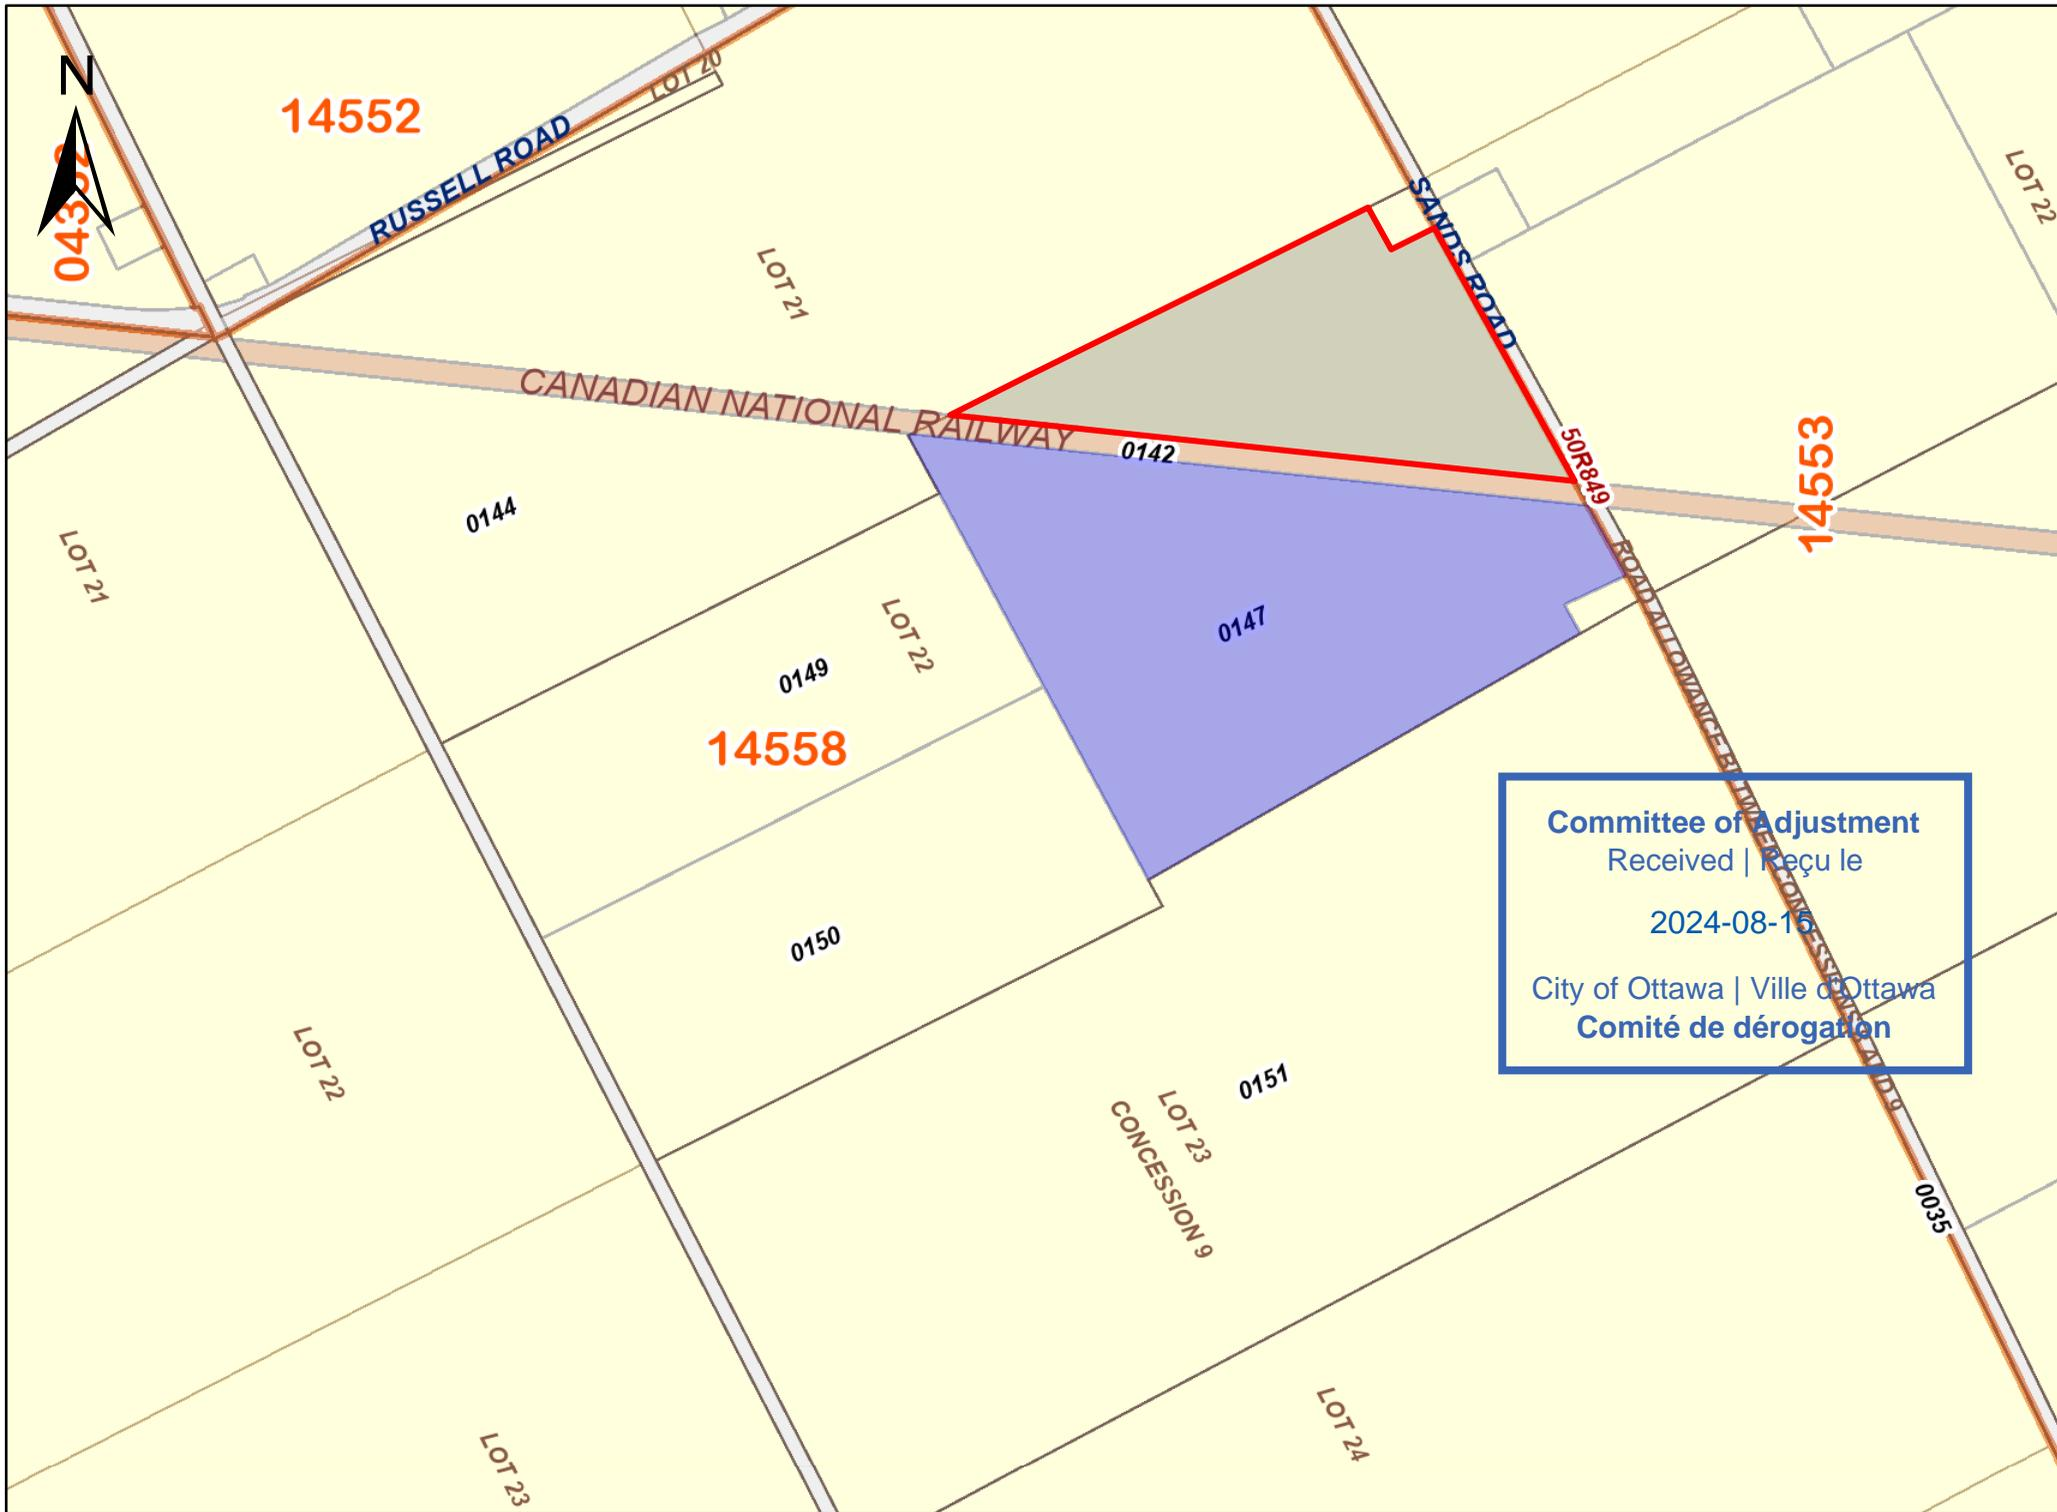 N
14552
RUSSELL ROAD
LOT 20
LOT 22
SANDS ROAD
LOT 21
CANADIAN NATIONAL RAILWAY
0142
50R849
14553
0144
LOT 21
LOT 22
0147
0149
14558
ROAD ALLOWANCE BETWEEN CONCESSIONS AND 9
Committee of Adjustment
Received | Reçu le
2024-08-15
City of Ottawa | Ville d'Ottawa
Comité de dérogation
0150
LOT 22
0151
LOT 23
CONCESSION 9
0035
LOT 24
LOT 23